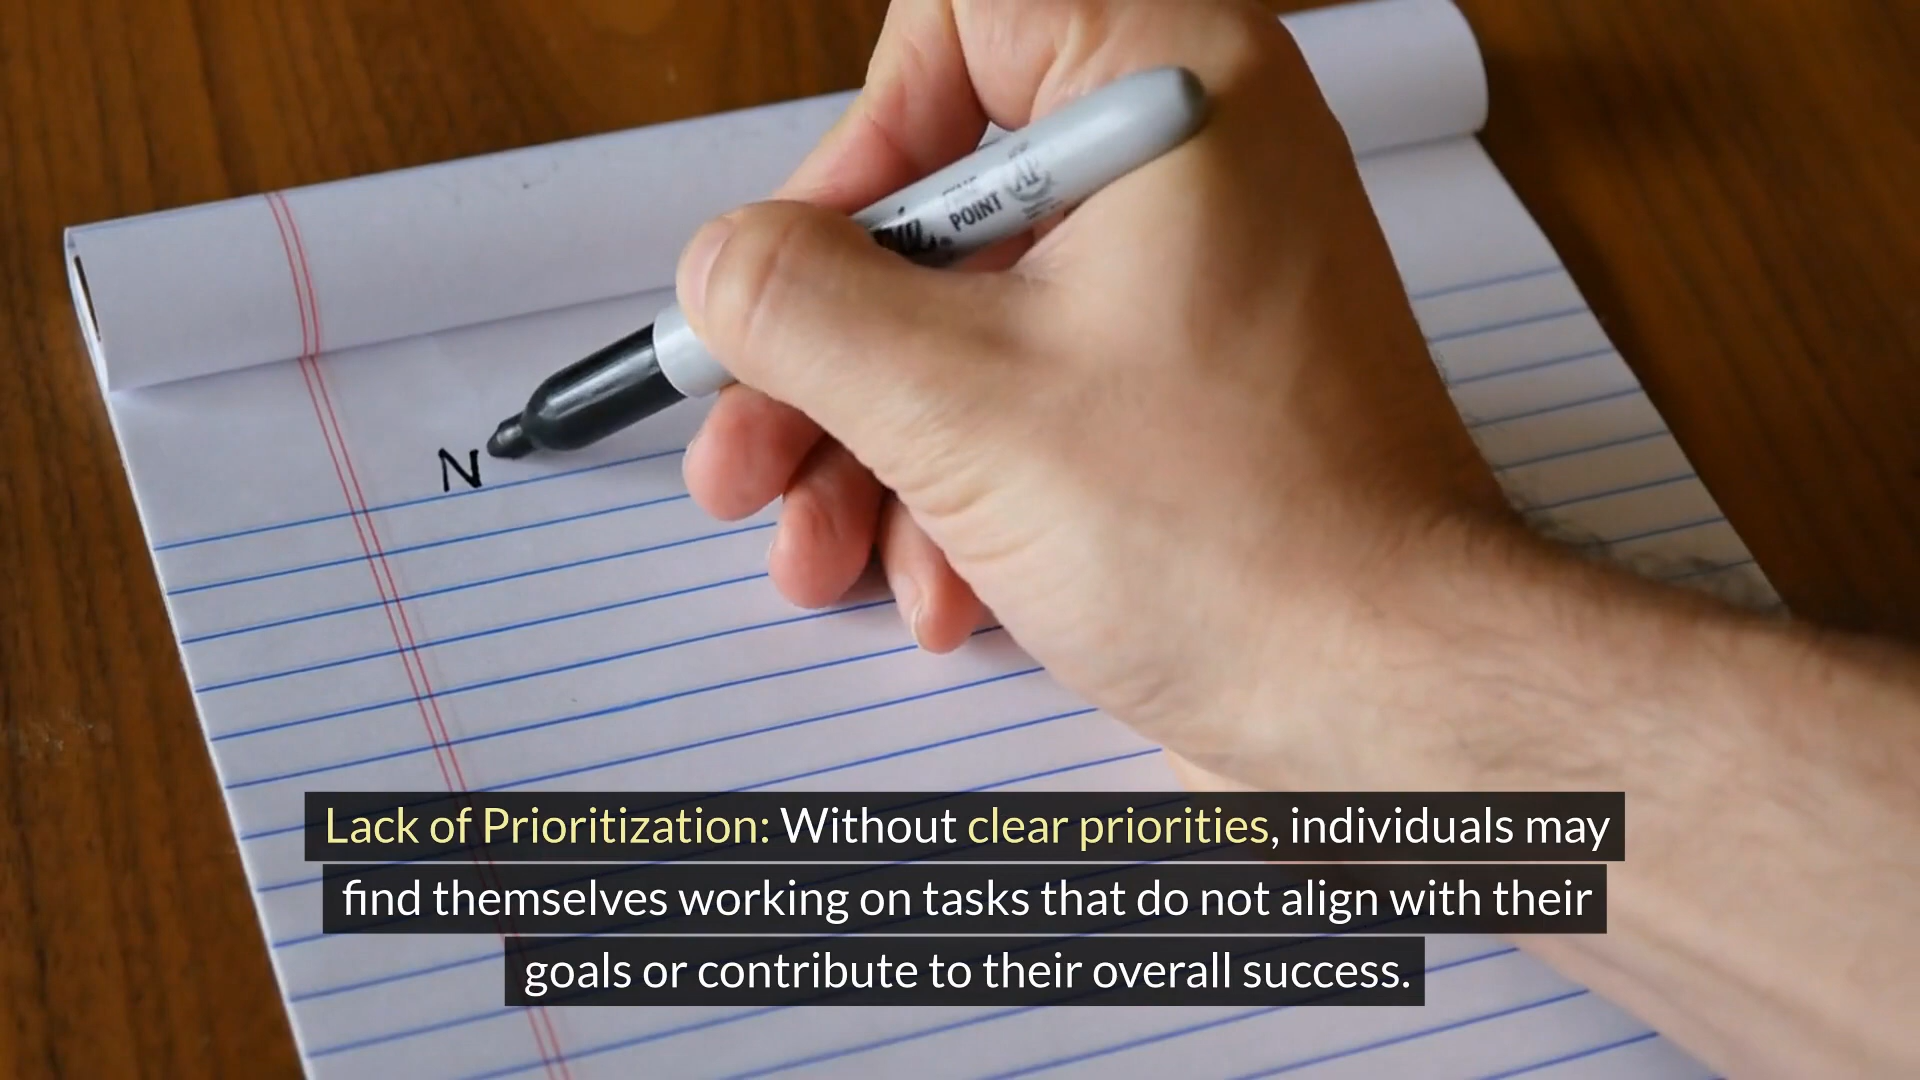 POINT
N
Lack of Prioritization: Without clear priorities, individuals may
find themselves working on tasks that do not align with their
goals or contribute to their overall success.